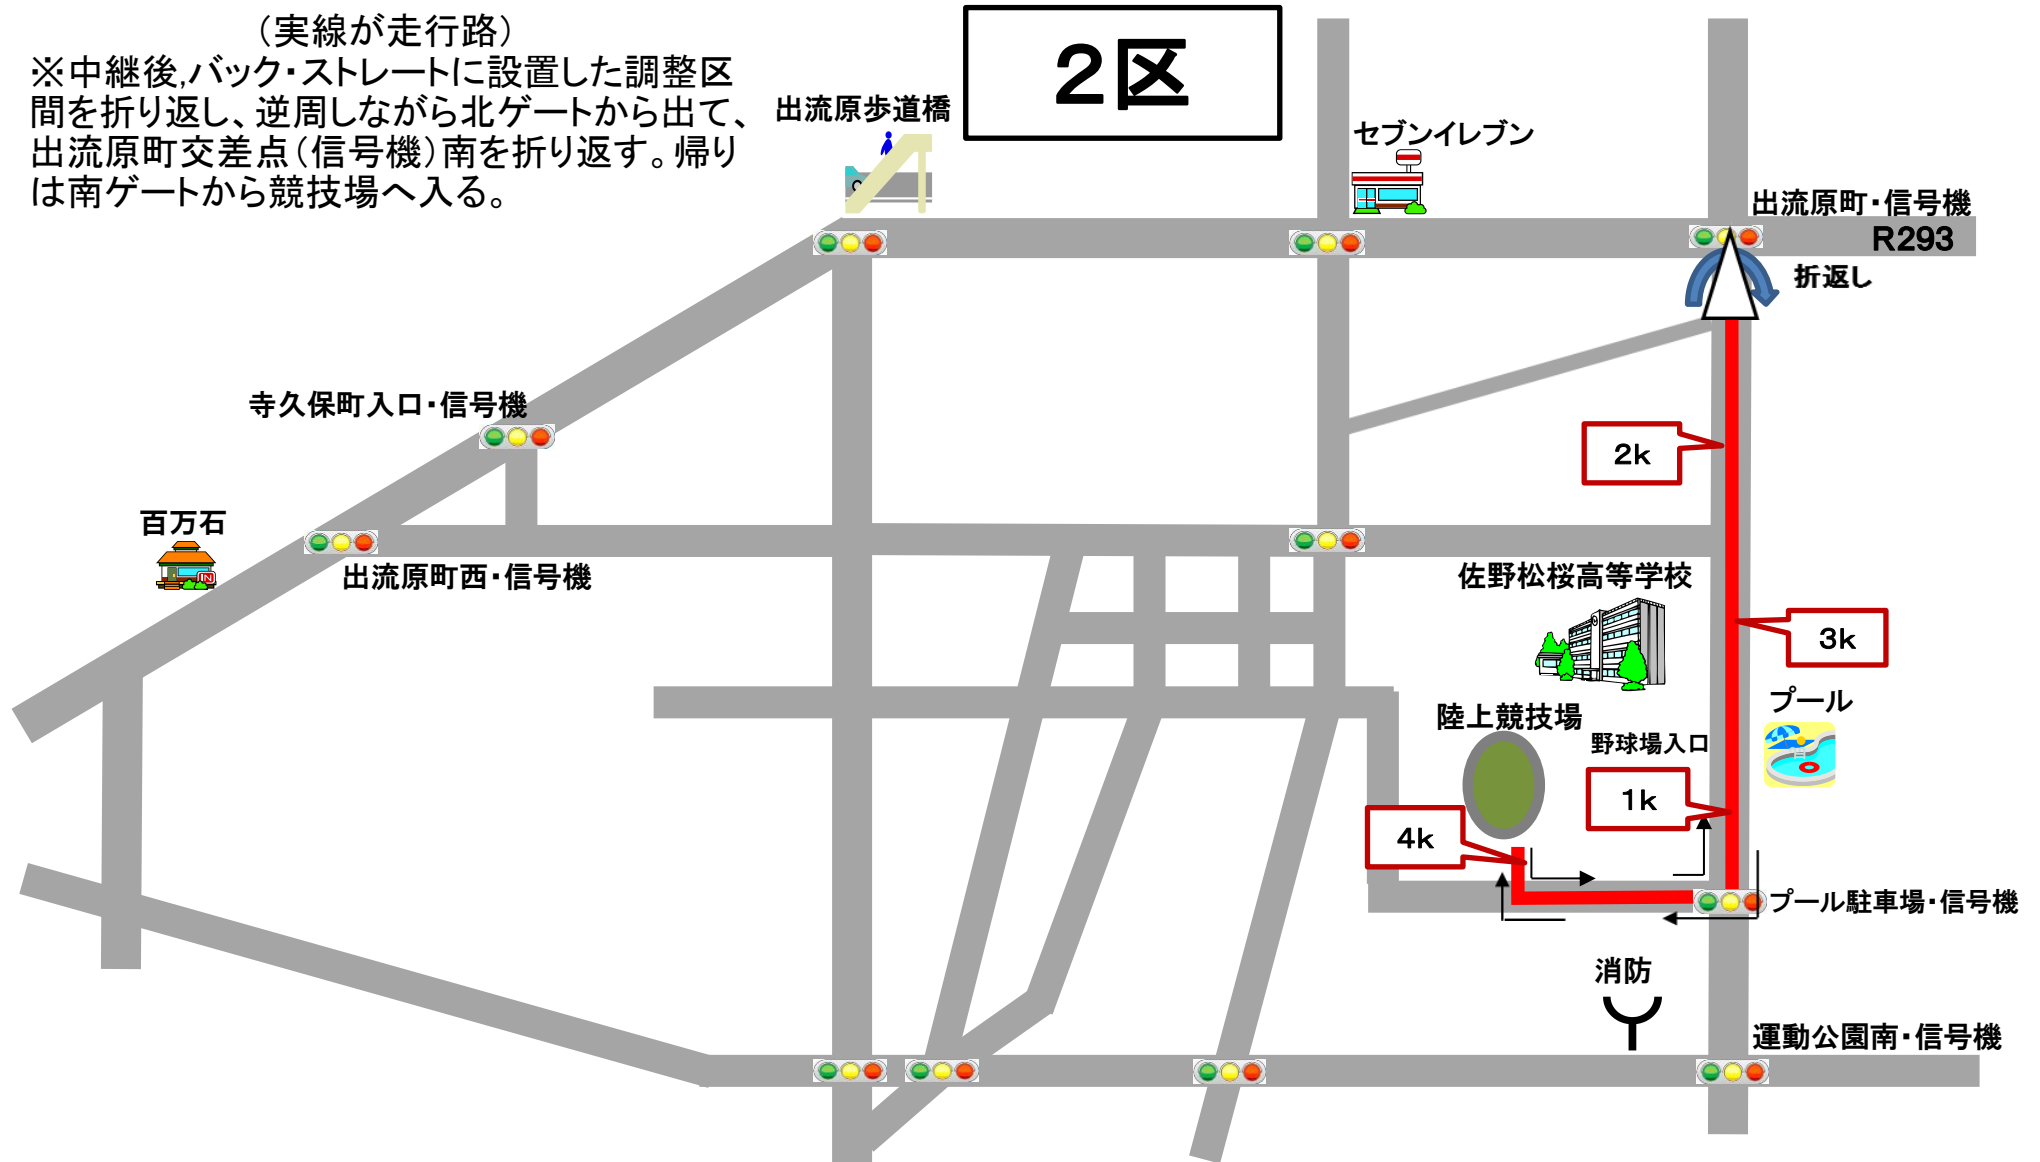 （実線が走行路）
※中継後,バック・ストレートに設置した調整区
間を折り返し、逆周しながら北ゲートから出て、
出流原町交差点（信号機）南を折り返す。帰り
は南ゲートから競技場へ入る。
２区
出流原歩道橋
セブンイレブン
出流原町・信号機
R293
折返し
寺久保町入口・信号機
2k
百万石
出流原町西・信号機
佐野松桜高等学校
3k
プール
陸上競技場
野球場入口
1k
4k
プール駐車場・信号機
消防
運動公園南・信号機